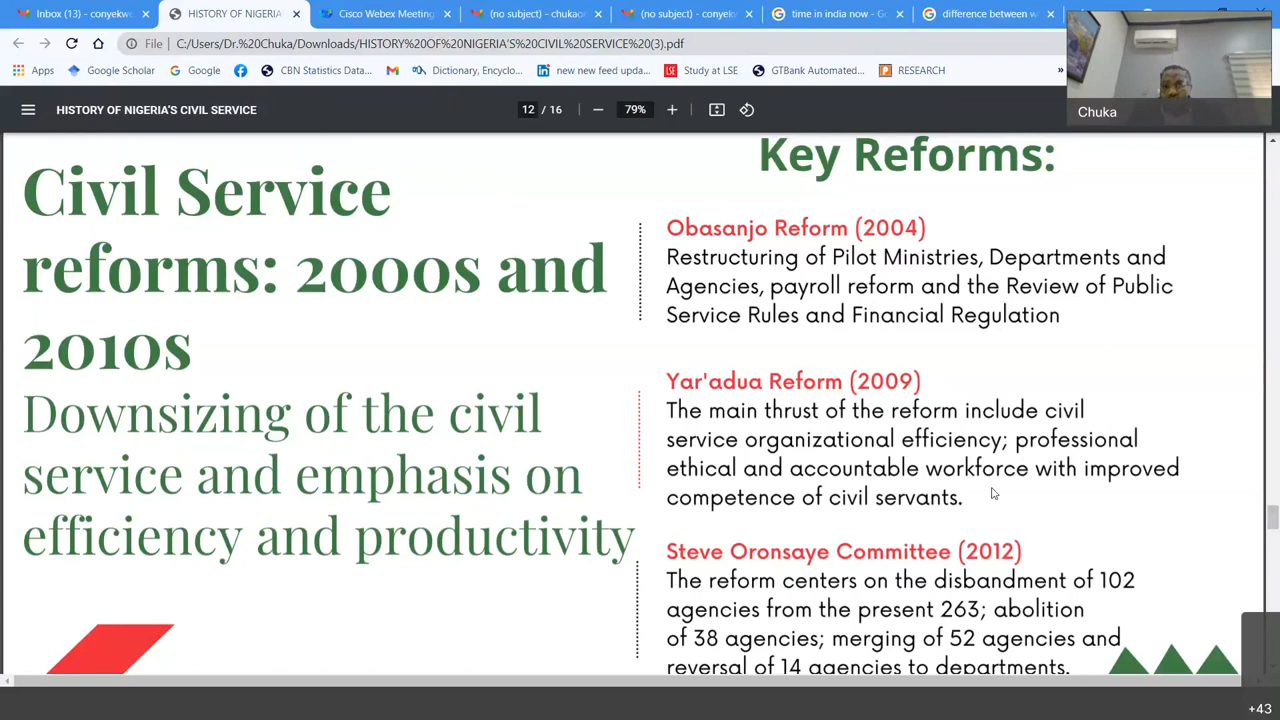 Inbox (13) - conyekwe
HISTORY OF NIGERIA
Cisco Webex Meeting
(no subject) - chukao
(no subject) - conyekw
time in india now - Go
difference between w
File
C:/Users/Dr.%20Chuka/Downloads/HISTORY%20OF%20NIGERIA'S%20CIVIL%20SERVICE%20(3).pdf
Apps
Google Scholar
Google
CBN Statistics Data...
Dictionary, Encyclo...
new new feed upda...
Study at LSE
GTBank Automated...
RESEARCH
»
Chuka
HISTORY OF NIGERIA'S CIVIL SERVICE
12 / 16
79%
Civil Service
reforms: 2000s and
2010s
Downsizing of the civil
service and emphasis on
efficiency and productivity
Key Reforms:
Obasanjo Reform (2004)
Restructuring of Pilot Ministries, Departments and
Agencies, payroll reform and the Review of Public
Service Rules and Financial Regulation
Yar'adua Reform (2009)
The main thrust of the reform include civil
service organizational efficiency; professional
ethical and accountable workforce with improved
competence of civil servants.
Steve Oronsaye Committee (2012)
The reform centers on the disbandment of 102
agencies from the present 263; abolition
of 38 agencies; merging of 52 agencies and
reversal of 14 agencies to departments.
+43